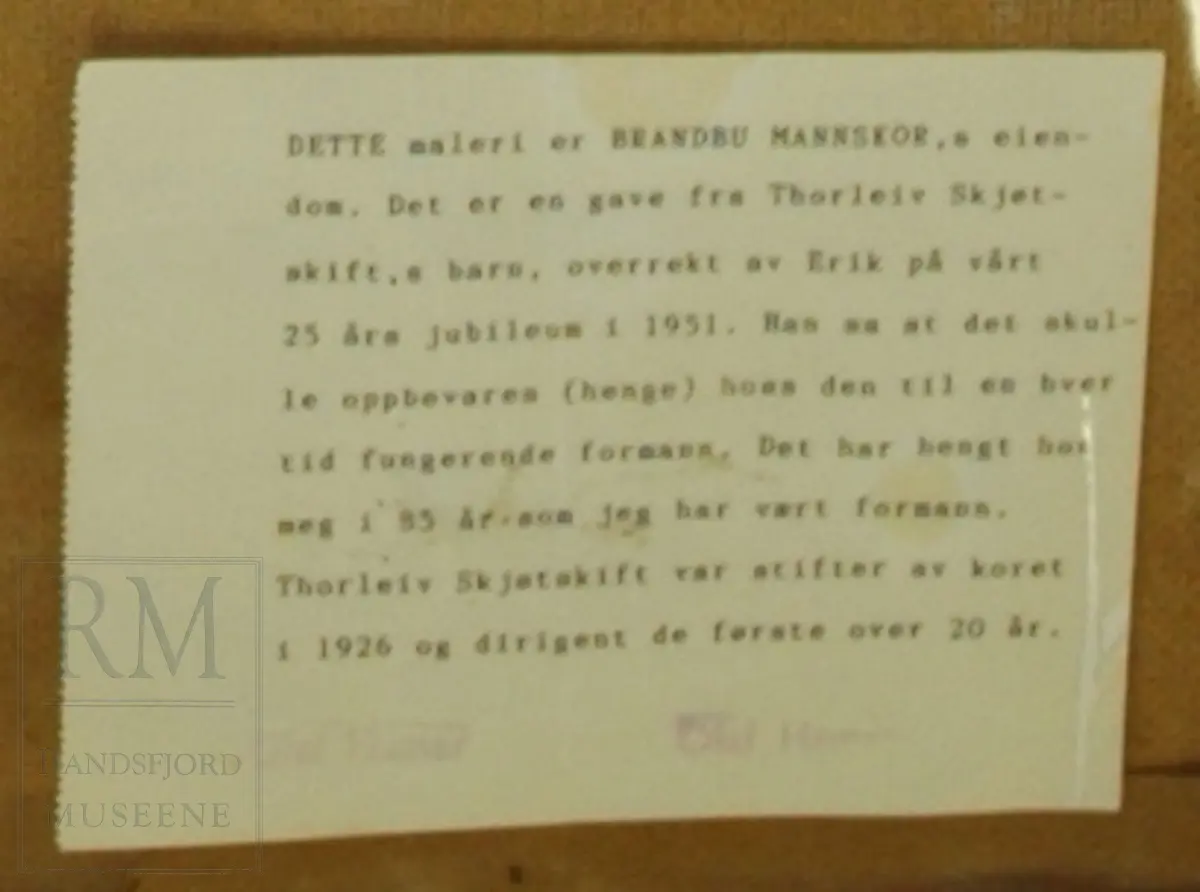 DETTE maleri er BRANDBU MANNSKOR,s eien-
dom. Det er en gave fra Thorleiv Skjøt-
skift,s barn, overrekt av Erik på vårt
25 års jubileum i 1951. Han sa at det skul-
le oppbevares (henge) hoss den til en hver
tid fungerende formann. Det har hengt hos
meg i 35 år som jeg har vært formann.
Thorleiv Skjøtskift var stifter av koret
i 1926 og dirigent de første over 20 år.
RM
RANDSFJORD
MUSEENE